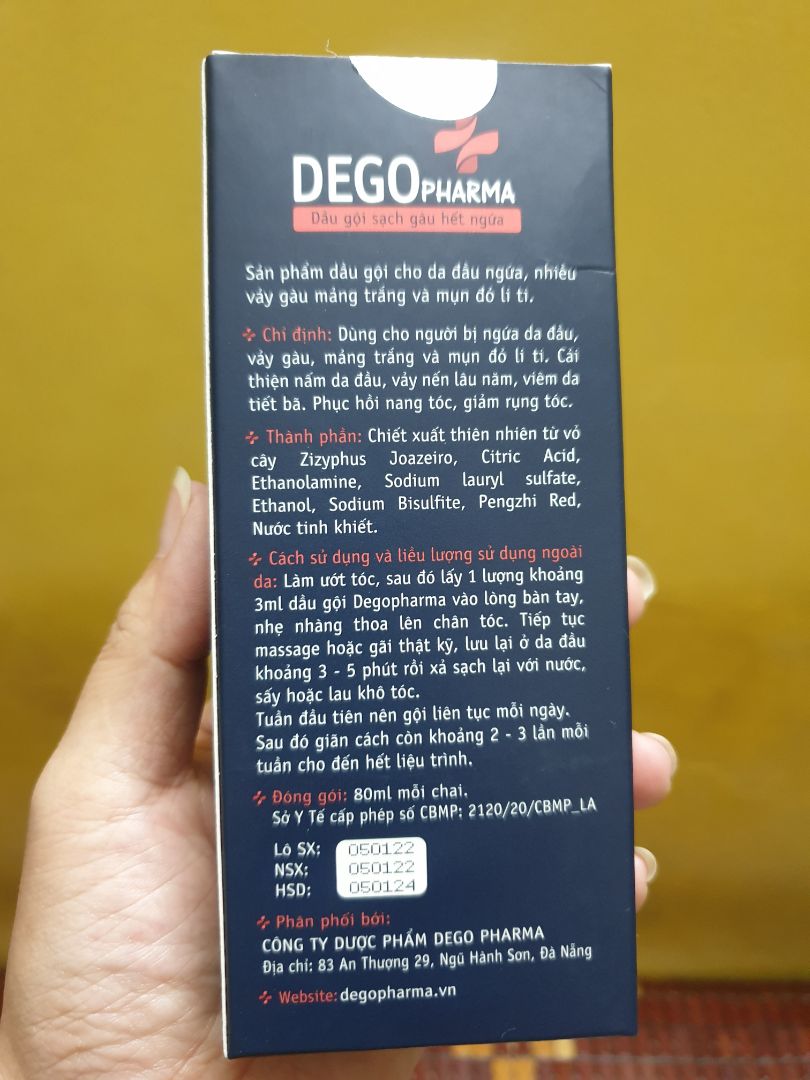 DEGO PHARMA
Dầu gội sạch gàu hết ngứa
Sản phẩm dầu gội cho da đầu ngứa, nhiều
vảy gàu mảng trắng và mụn đỏ li ti.
Chỉ định: Dùng cho người bị ngứa da đầu,
vảy gàu, mảng trắng và mụn đỏ li ti. Cải
thiện nấm da đầu, vảy nến lâu năm, viêm da
tiết bã. Phục hồi nang tóc, giảm rụng tóc.
Thành phần: Chiết xuất thiên nhiên từ vỏ
cây Zizyphus Joazeiro, Citric Acid,
Ethanolamine, Sodium lauryl sulfate,
Ethanol, Sodium Bisulfite, Pengzhi Red,
Nước tinh khiết.
Cách sử dụng và liều lượng sử dụng ngoài
da: Làm ướt tóc, sau đó lấy 1 lượng khoảng
3ml dầu gội Degopharma vào lòng bàn tay,
nhẹ nhàng thoa lên chân tóc. Tiếp tục
massage hoặc gãi thật kỹ, lưu lại ở da đầu
khoảng 3 - 5 phút rồi xả sạch lại với nước,
sấy hoặc lau khô tóc.
Tuần đầu tiên nên gội liên tục mỗi ngày.
Sau đó giãn cách còn khoảng 2 - 3 lần mỗi
tuần cho đến hết liệu trình.
Đóng gói: 80ml mỗi chai.
Sở Y Tế cấp phép số CBMP: 2120/20/CBMP_LA
Lô SX: 050122
NSX: 050122
HSD: 050124
Phân phối bởi:
CÔNG TY DƯỢC PHẨM DEGO PHARMA
Địa chỉ: 83 An Thượng 29, Ngũ Hành Sơn, Đà Nẵng
Website: degopharma.vn